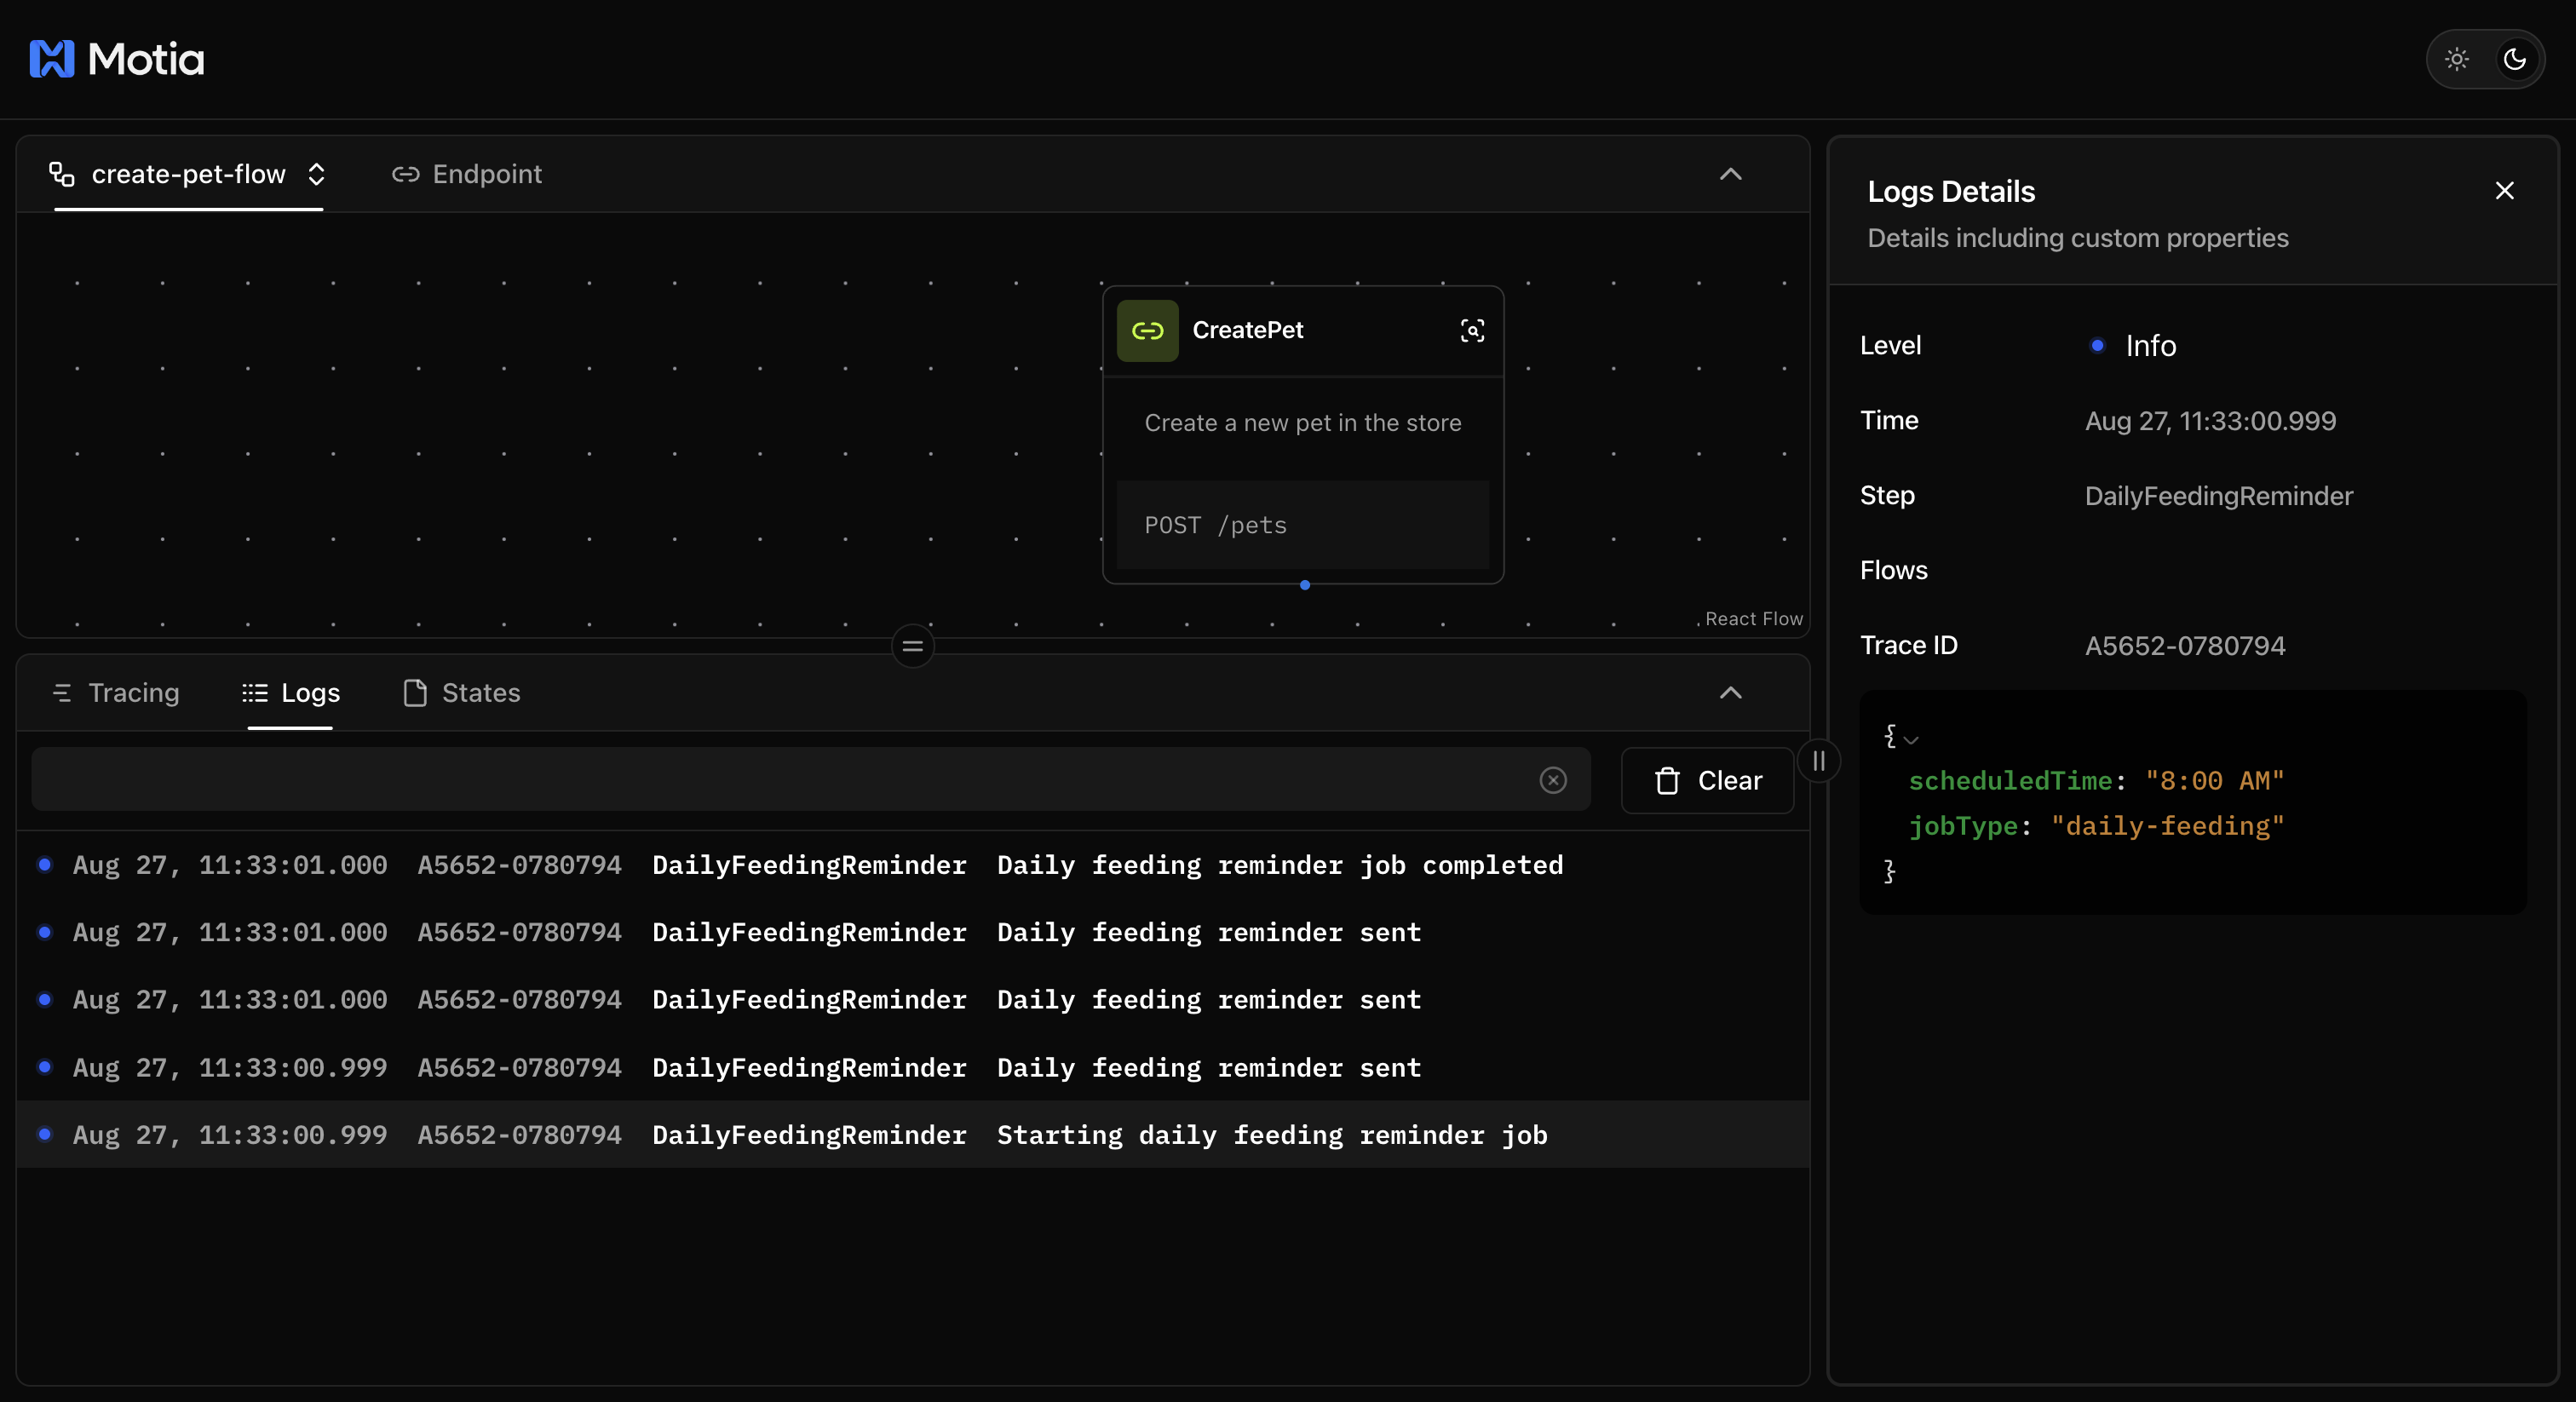 Motia
create-pet-flow
Endpoint
CreatePet
Create a new pet in the store
POST /pets
React Flow
Tracing
Logs
States
Clear
Aug 27, 11:33:01.000 A5652-0780794 DailyFeedingReminder Daily feeding reminder job completed
Aug 27, 11:33:01.000 A5652-0780794 DailyFeedingReminder Daily feeding reminder sent
Aug 27, 11:33:01.000 A5652-0780794 DailyFeedingReminder Daily feeding reminder sent
Aug 27, 11:33:00.999 A5652-0780794 DailyFeedingReminder Daily feeding reminder sent
Aug 27, 11:33:00.999 A5652-0780794 DailyFeedingReminder Starting daily feeding reminder job
Logs Details
Details including custom properties
Level Info
Time Aug 27, 11:33:00.999
Step DailyFeedingReminder
Flows
Trace ID A5652-0780794
{
scheduledTime: "8:00 AM"
jobType: "daily-feeding"
}